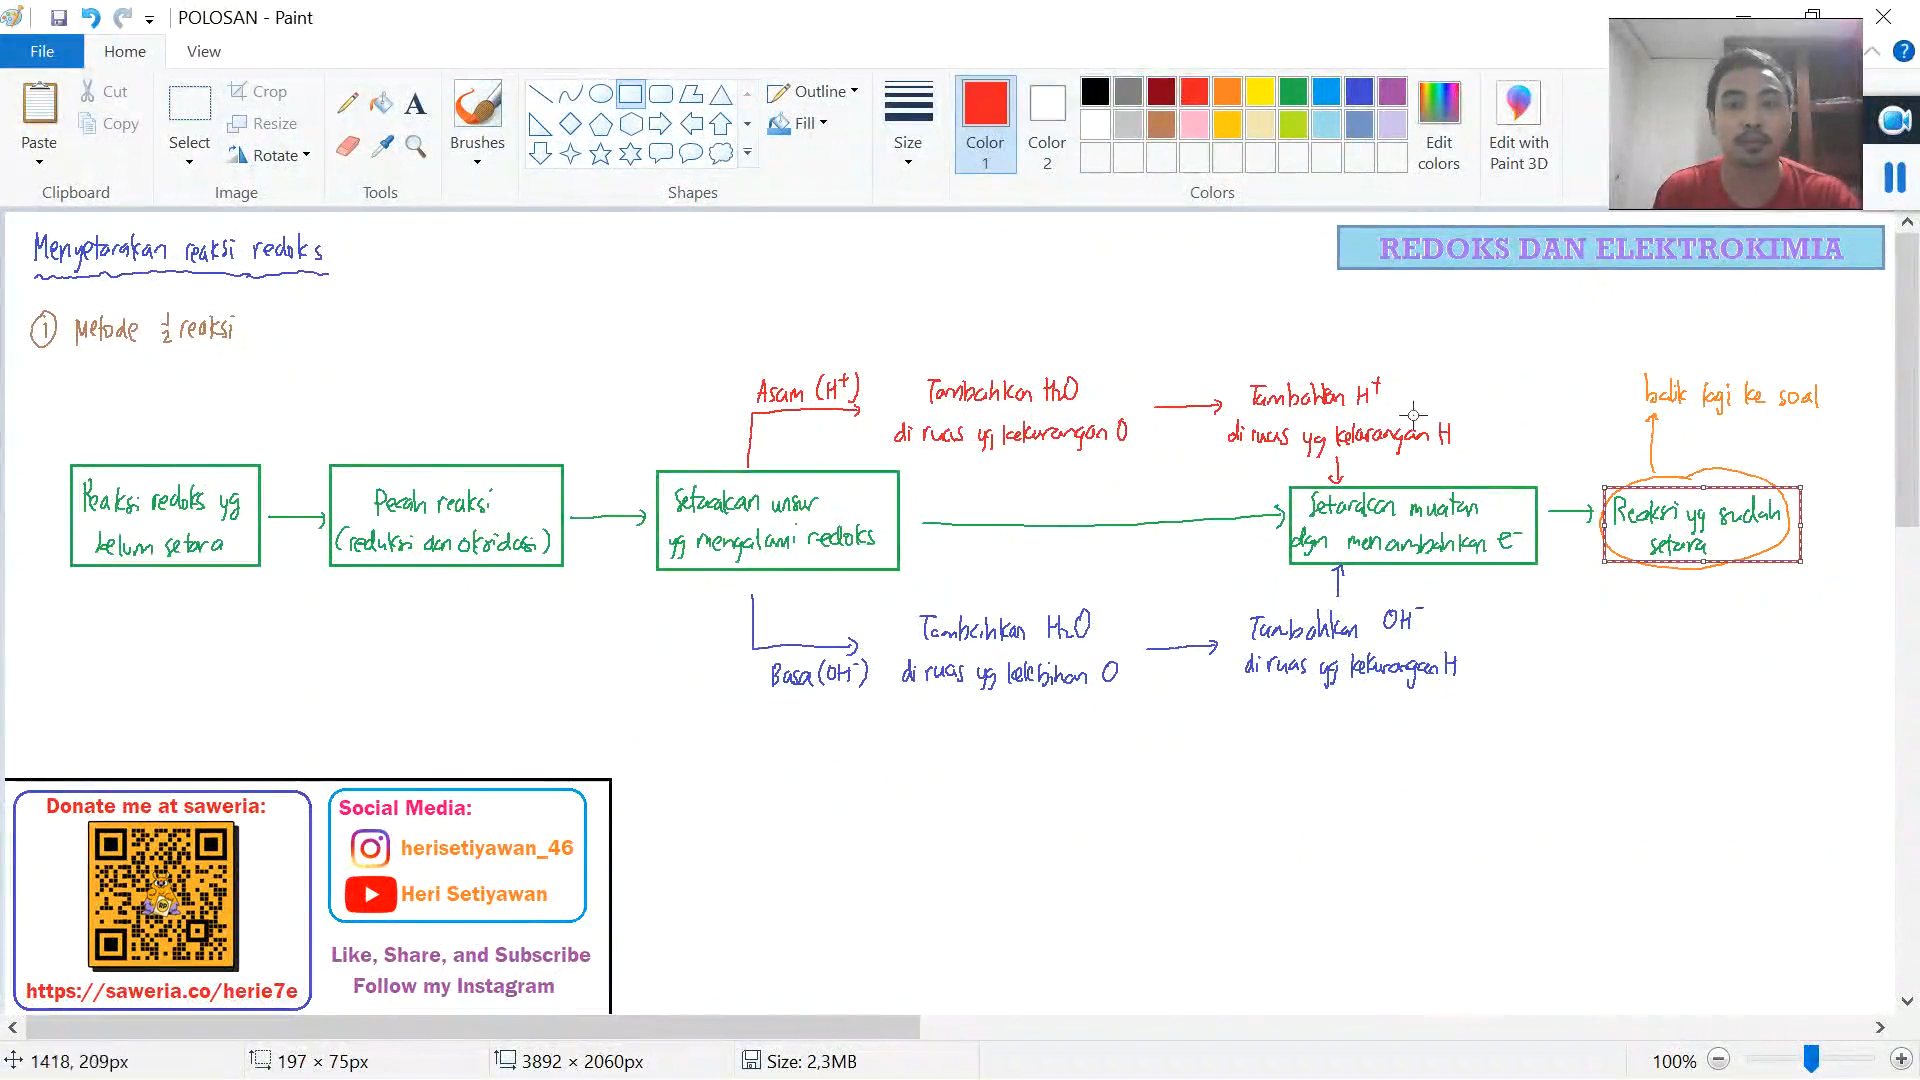 POLOSAN - Paint
File
Home
View
Paste
Cut
Copy
Clipboard
Select
Crop
Resize
Rotate
Image
A
Tools
Brushes
Outline
Fill
Shapes
Size
Color
1
Color
2
Edit
colors
Edit with
Paint 3D
Colors
?
Menyetarakan reaksi redoks
REDOKS DAN ELEKTROKIMIA
① Metode ½ reaksi
Asam (H⁺)
Tambahkan H₂O
di ruas yg kekurangan O
Tambahkan H⁺
di ruas yg kekurangan H
balik lagi ke soal
Reaksi redoks yg
belum setara
Pecah reaksi
(reduksi dan oksidasi)
Setarakan unsur
yg mengalami redoks
Setarakan muatan
dgn menambahkan e⁻
Reaksi yg sudah
setara
Basa (OH⁻)
Tambahkan H₂O
di ruas yg kelebihan O
Tambahkan OH⁻
di ruas yg kekurangan H
Donate me at saweria:
https://saweria.co/herie7e
Social Media:
herisetiyawan_46
Heri Setiyawan
Like, Share, and Subscribe
Follow my Instagram
1418, 209px
197 × 75px
3892 × 2060px
Size: 2,3MB
100%